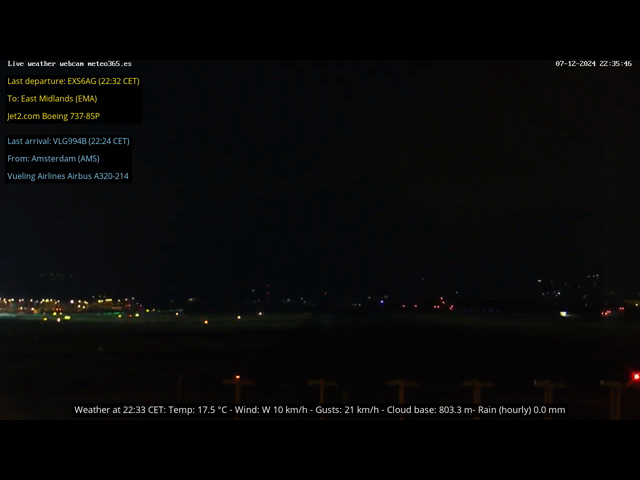 Live weather webcam meteo365.es
07-12-2024 22:35:46
Last departure: EXS6AG (22:32 CET)
To: East Midlands (EMA)
Jet2.com Boeing 737-85P
Last arrival: VLG994B (22:24 CET)
From: Amsterdam (AMS)
Vueling Airlines Airbus A320-214
Weather at 22:33 CET: Temp: 17.5 °C - Wind: W 10 km/h - Gusts: 21 km/h - Cloud base: 803.3 m- Rain (hourly) 0.0 mm